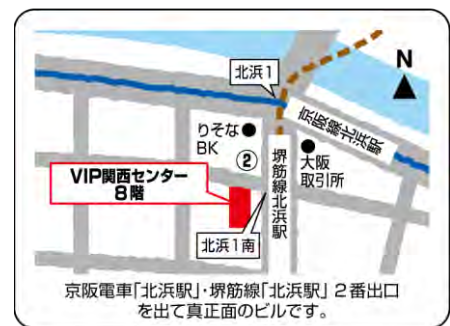 北浜1
N
京阪線北浜駅
りそな
BK
②
堺筋線北浜駅
大阪
取引所
VIP関西センター
8階
北浜1南
京阪電車「北浜駅」・堺筋線「北浜駅」 2番出口
を出て真正面のビルです。